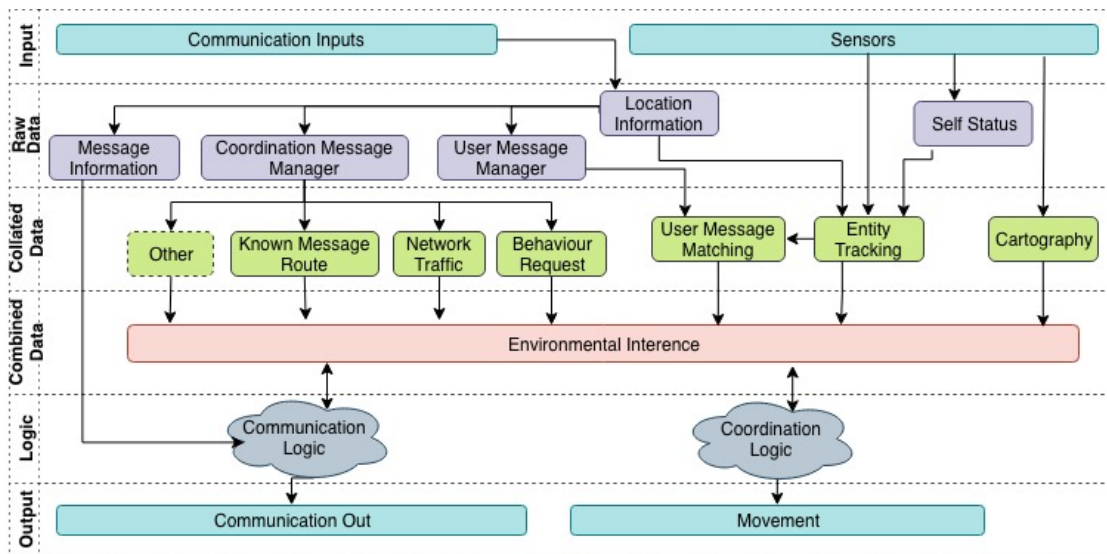 Input
Communication Inputs
Sensors
Raw
Data
Location
Information
Self Status
Message
Information
Coordination Message
Manager
User Message
Manager
Collated
Data
Other
Known Message
Route
Network
Traffic
Behaviour
Request
User Message
Matching
Entity
Tracking
Cartography
Combined
Data
Environmental Interence
Logic
Communication
Logic
Coordination
Logic
Output
Communication Out
Movement